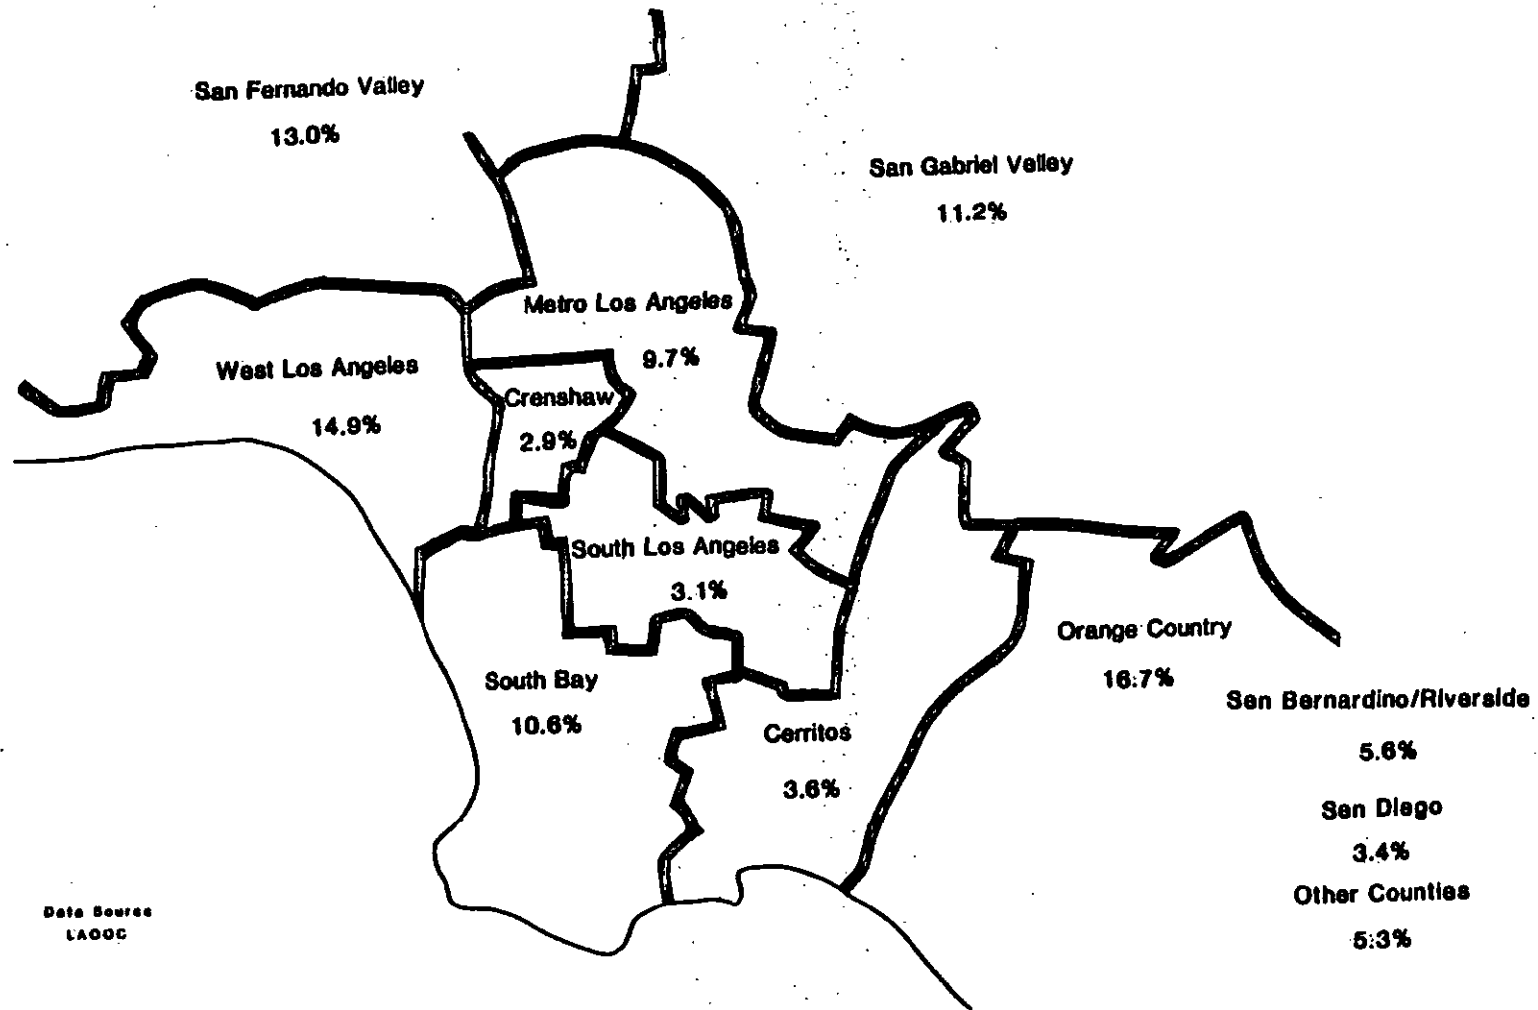 San Fernando Valley
13.0%
San Gabriel Valley
11.2%
Metro Los Angeles
9.7%
West Los Angeles
14.9%
Crenshaw
2.9%
South Los Angeles
3.1%
Orange Country
16.7%
South Bay
10.6%
Cerritos
3.6%
San Bernardino/Riverside
5.6%
San Diego
3.4%
Other Counties
5.3%
Data Source
LAOOC